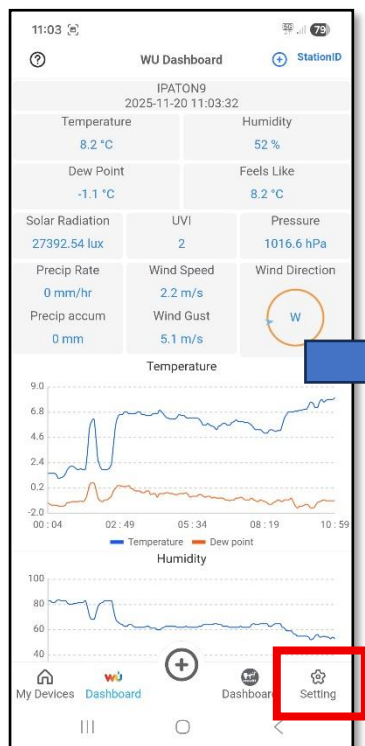 11:03
5G 79
WU Dashboard
StationID
IPATON9
2025-11-20 11:03:32
Temperature
8.2 °C
Humidity
52 %
Dew Point
-1.1 °C
Feels Like
8.2 °C
Solar Radiation
27392.54 lux
UVI
2
Pressure
1016.6 hPa
Precip Rate
0 mm/hr
Precip accum
0 mm
Wind Speed
2.2 m/s
Wind Gust
5.1 m/s
Wind Direction
W
Temperature
9.0
6.8
4.6
2.4
0.2
-2.0
00:04 02:49 05:34 08:19 10:59
Temperature Dew point
Humidity
100
80
60
40
My Devices
wu
Dashboard
+
Dashboard
Setting